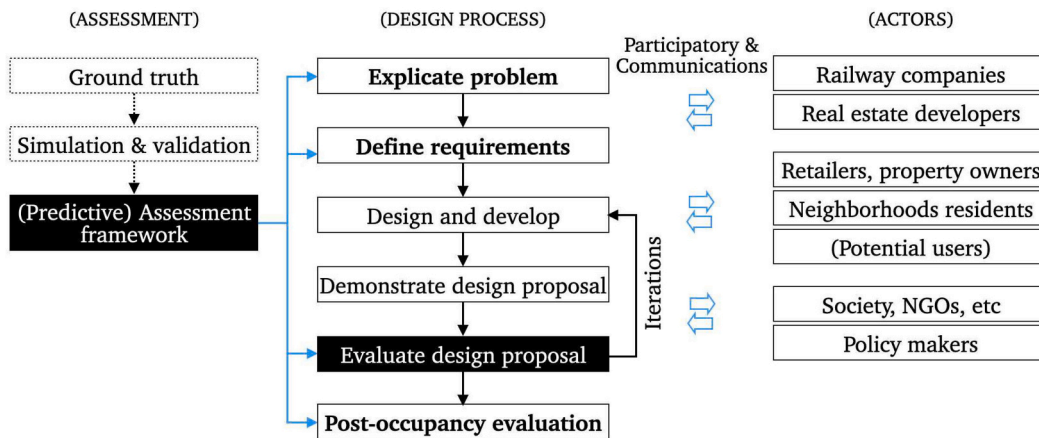 (ASSESSMENT)
Ground truth
Simulation & validation
(Predictive) Assessment
framework
(DESIGN PROCESS)
Explicate problem
Define requirements
Design and develop
Demonstrate design proposal
Evaluate design proposal
Post-occupancy evaluation
Iterations
Participatory &
Communications
(ACTORS)
Railway companies
Real estate developers
Retailers, property owners
Neighborhoods residents
(Potential users)
Society, NGOs, etc
Policy makers